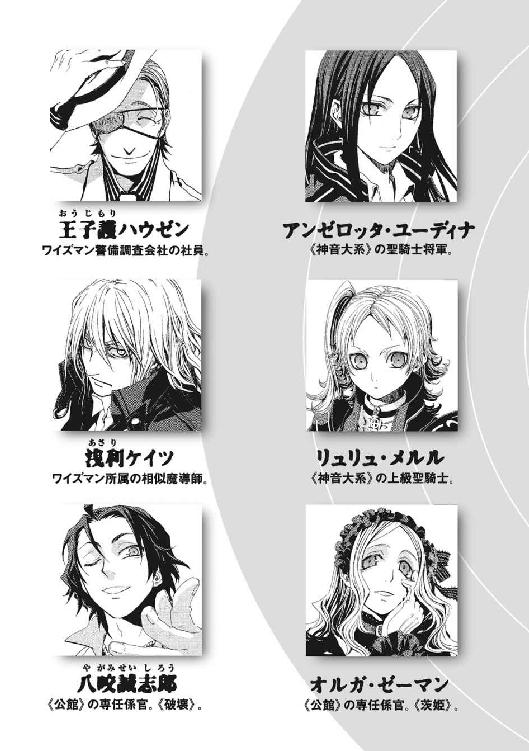 おうじもり
王子護ハウゼン
ワイズマン警備調査会社の社員。
アンゼロッタ・ユーディナ
《神音大系》の聖騎士将軍。
あさり
浅利ケイツ
ワイズマン所属の相似魔導師。
リュリュ・メルル
《神音大系》の上級聖騎士。
やがみせいしろう
八咬誠志郎
《公館》の専任係官。《破壊》。
オルガ・ゼーマン
《公館》の専任係官。《茨姫》。